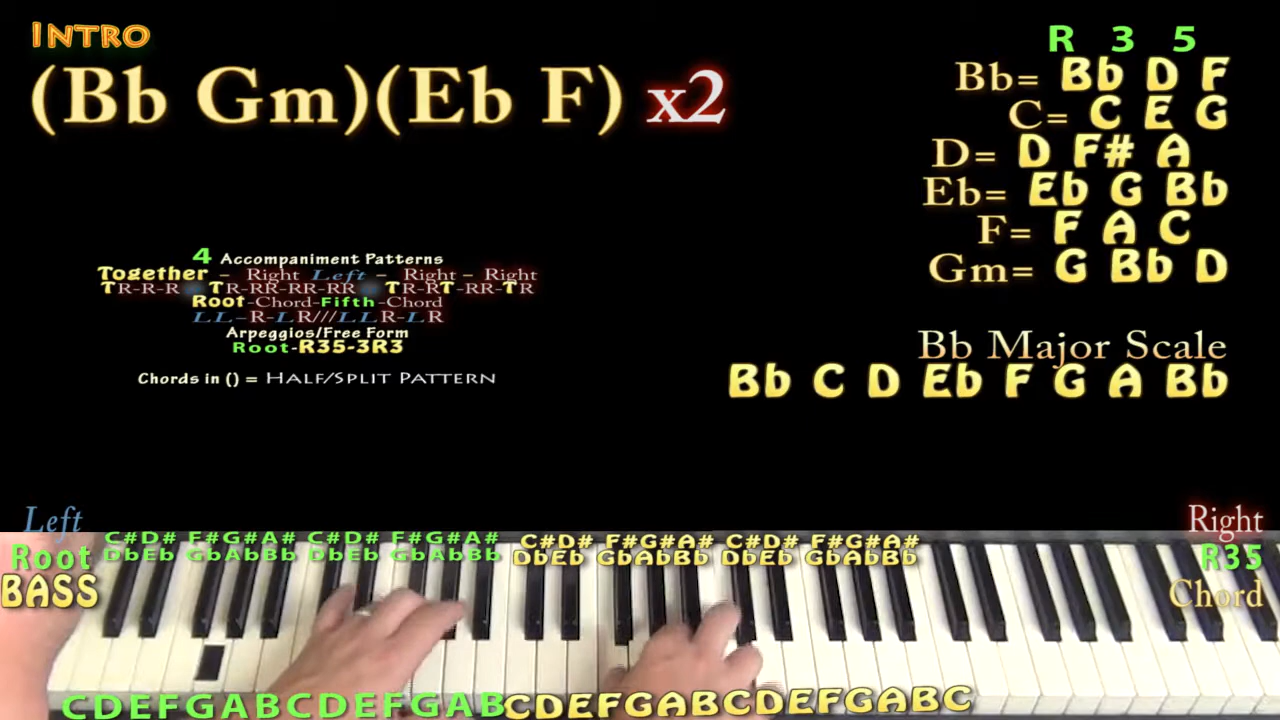 INTRO
(Bb Gm)(Eb F) x2
R 3 5
Bb= Bb D F
C= C E G
D= D F# A
Eb= Eb G Bb
F= F A C
Gm= G Bb D
4 Accompaniment Patterns
Together - Right Left - Right - Right
TR-R-R TR-RR-RR-RR TR-RT-RR-TR
Root-Chord-Fifth-Chord
LL-R-LR///LLR-LR
Arpeggios/Free Form
Root-R35-3R3
Chords in () = HALF/SPLIT PATTERN
Bb Major Scale
Bb C D Eb F G A Bb
Left
Root
BASS
Right
R35
Chord
C#D# F#G#A# C#D# F#G#A# C#D# F#G#A# C#D# F#G#A#
DbEb GbAbBb DbEb GbAbBb DbEb GbAbBb DbEb GbAbBb
CDEFGABCDEFGABCDEFGABCDEFGABC